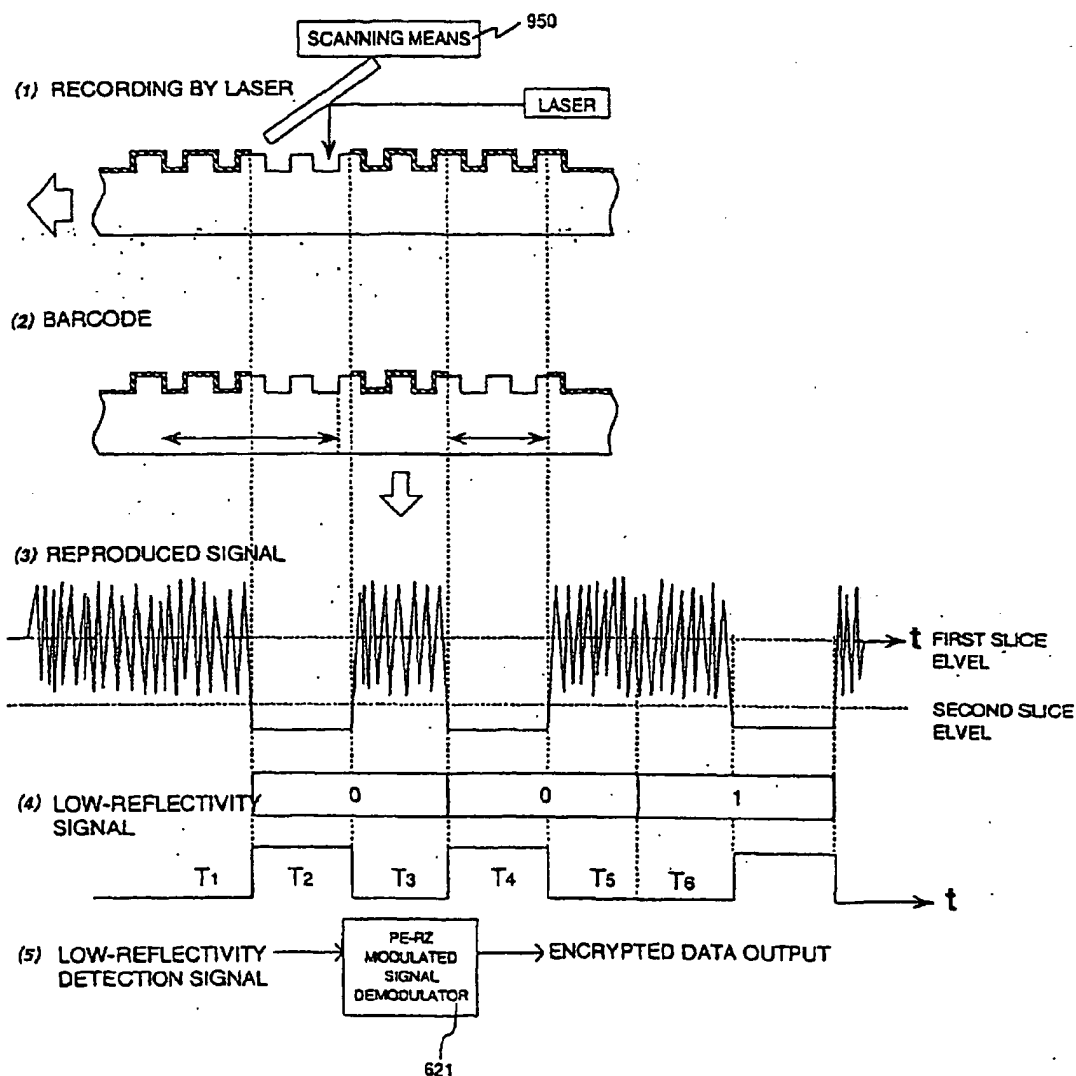 SCANNING MEANS
950
(1) RECORDING BY LASER
LASER
(2) BARCODE
(3) REPRODUCED SIGNAL
t
FIRST SLICE
ELVEL
SECOND SLICE
ELVEL
(4) LOW-REFLECTIVITY
SIGNAL
0 0 1
T1 T2 T3 T4 T5 T6
t
(5) LOW-REFLECTIVITY
DETECTION SIGNAL
PE-RZ
MODULATED
SIGNAL
DEMODULATOR
ENCRYPTED DATA OUTPUT
621